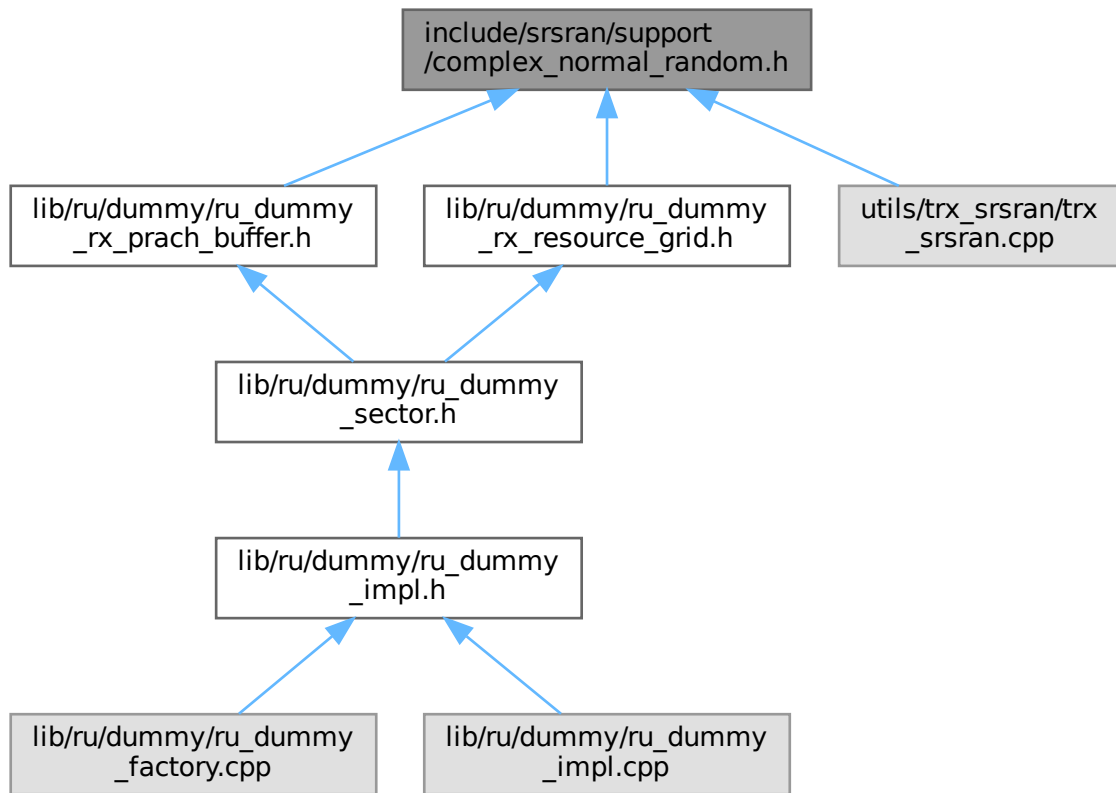 include/srsran/support
/complex_normal_random.h
lib/ru/dummy/ru_dummy
_rx_prach_buffer.h
lib/ru/dummy/ru_dummy
_rx_resource_grid.h
utils/trx_srsran/trx
_srsran.cpp
lib/ru/dummy/ru_dummy
_sector.h
lib/ru/dummy/ru_dummy
_impl.h
lib/ru/dummy/ru_dummy
_factory.cpp
lib/ru/dummy/ru_dummy
_impl.cpp